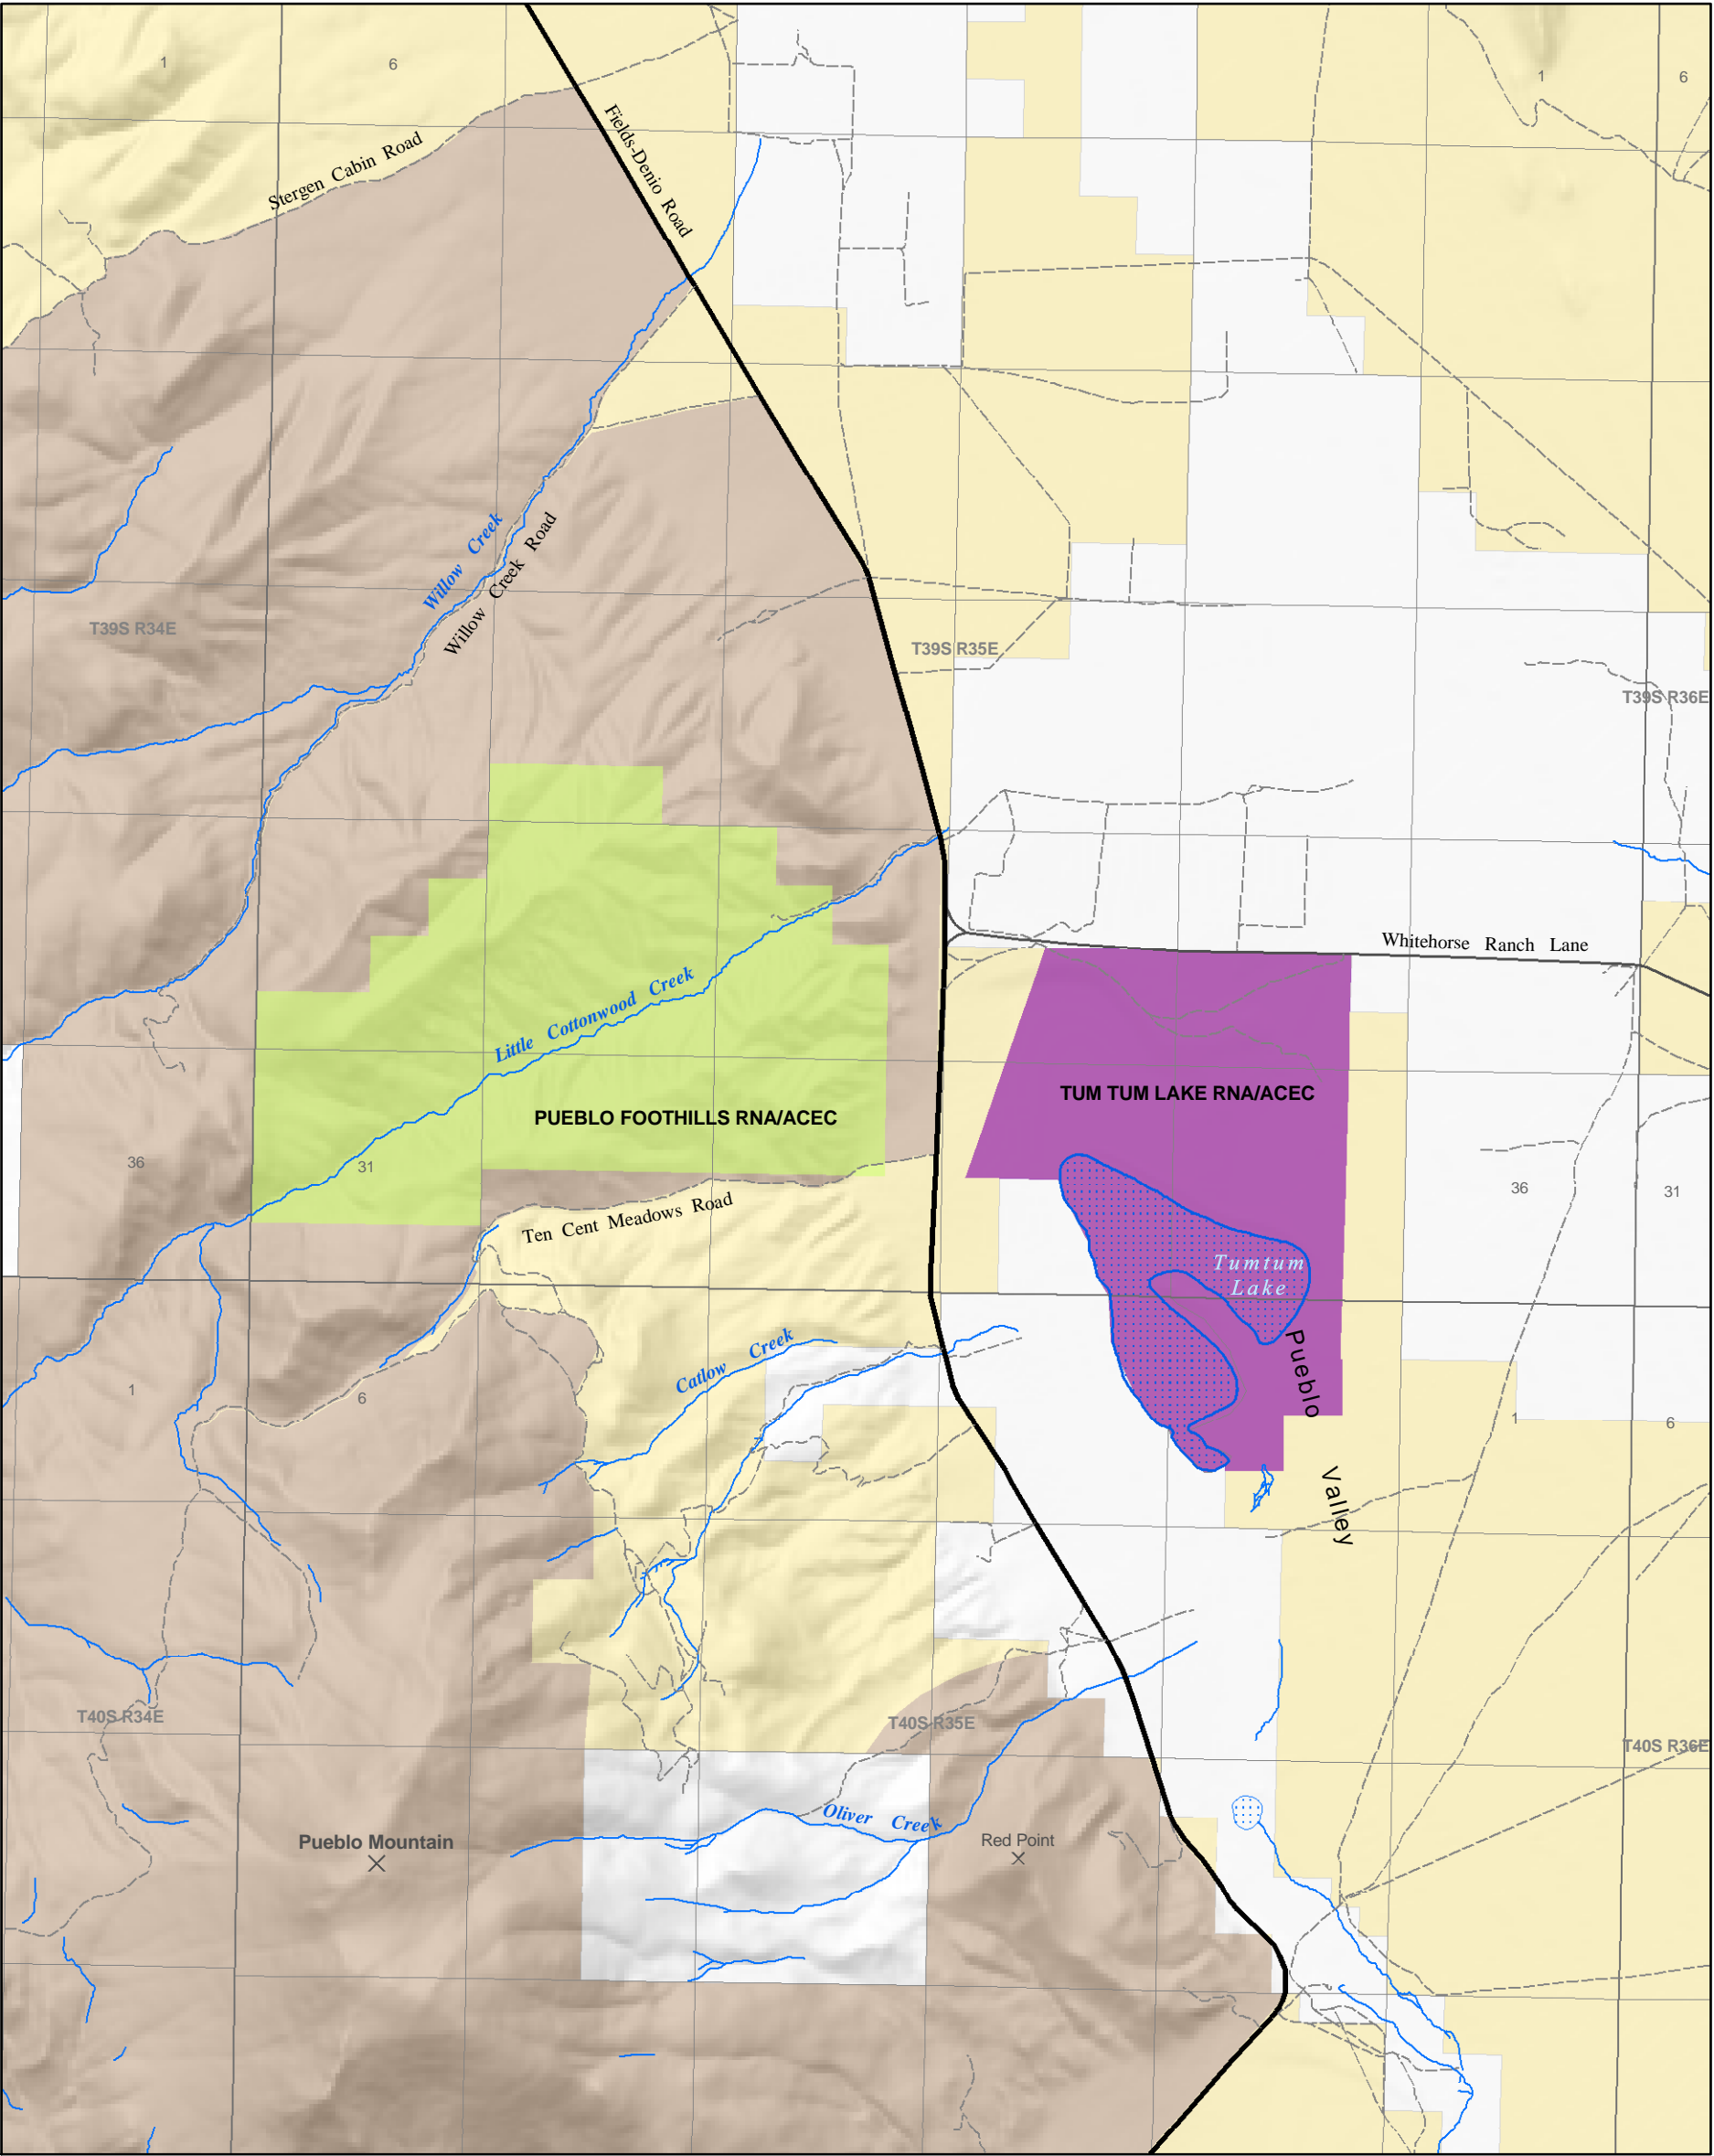 1
6
1
6
Stergen Cabin Road
Fields-Denio Road
Willow Creek
Willow Creek Road
T39S R34E
T39S R35E
T39S R36E
Whitehorse Ranch Lane
Little Cottonwood Creek
PUEBLO FOOTHILLS RNA/ACEC
TUM TUM LAKE RNA/ACEC
36
31
36
31
Ten Cent Meadows Road
Tumtum
Lake
Pueblo
Valley
Catlow Creek
1
6
1
6
T40S R34E
T40S R35E
T40S R36E
Oliver Creek
Pueblo Mountain
Red Point